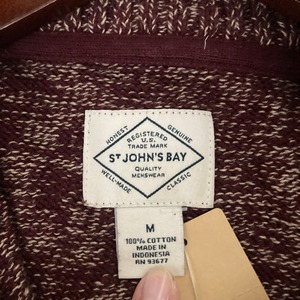 HONEST
GENUINE
REGISTERED
U.S.
TRADE MARK
ST JOHN'S BAY
QUALITY
MENSWEAR
WELL-MADE
CLASSIC
M
100% COTTON
MADE IN
INDONESIA
RN 93677